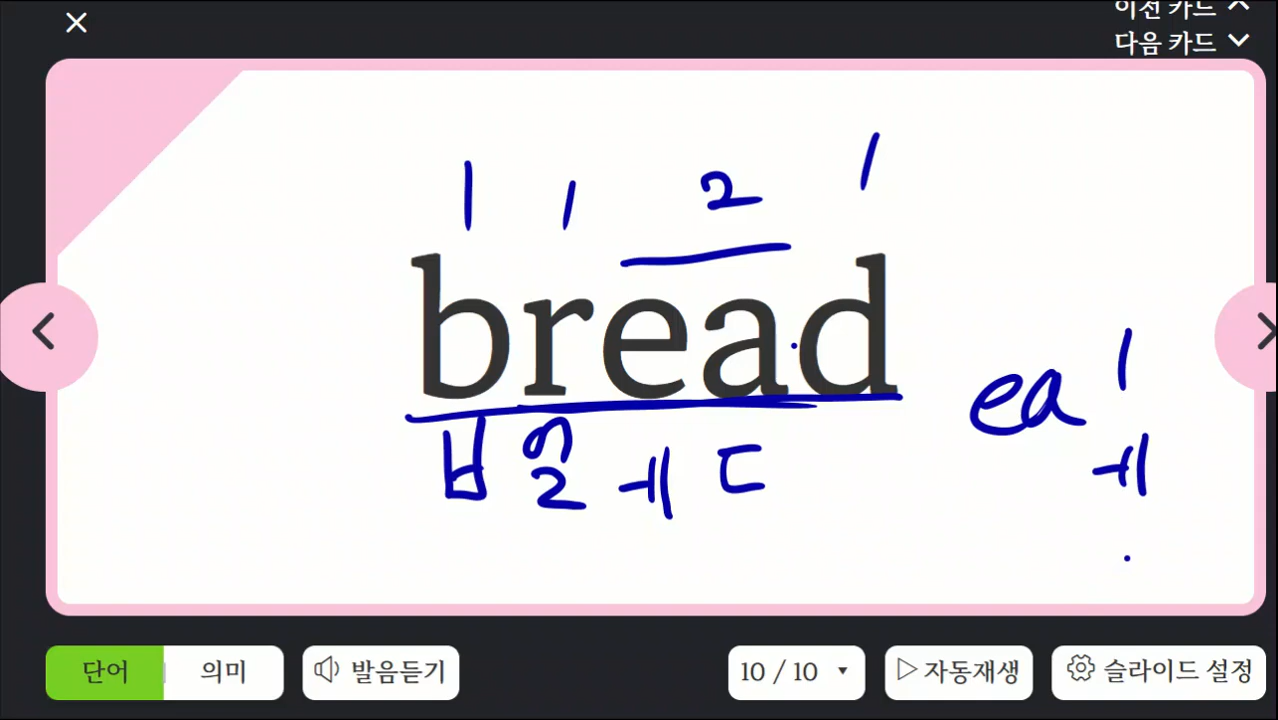 이전 카드
다음 카드
1 1 2 1
bread
ㅂ 울 ㅔ ㄷ
ea ㅣ
ㅔ
단어 의미 발음듣기 10 / 10 자동재생 슬라이드 설정